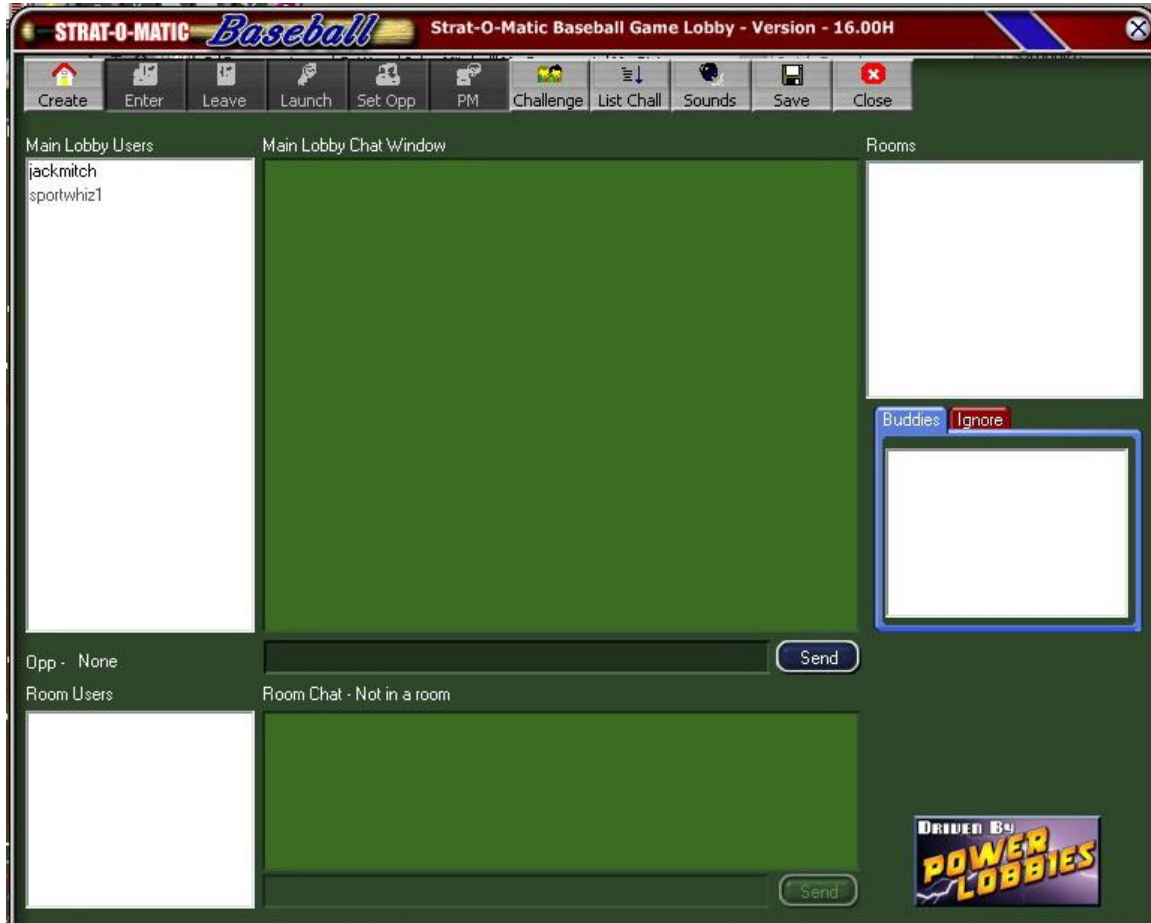 STRAT-O-MATIC Baseball Strat-O-Matic Baseball Game Lobby - Version - 16.00H
Create Enter Leave Launch Set Opp PM Challenge List Chall Sounds Save Close
Main Lobby Users Main Lobby Chat Window Rooms
jackmitch
sportwhiz1
Buddies Ignore
Opp - None Send
Room Users Room Chat - Not in a room
DRIVEN BY
POWER
LOBBIES
Send